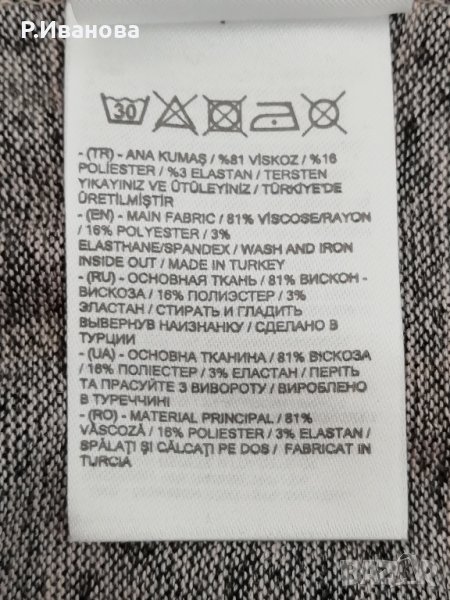 Р.Иванова
30
- (TR) - ANA KUMAŞ / %81 VİSKOZ / %16
POLİESTER / %3 ELASTAN / TERSTEN
YIKAYINIZ VE ÜTÜLEYİNİZ / TÜRKİYE'DE
ÜRETİLMİŞTİR
- (EN) - MAIN FABRIC / 81% VISCOSE/RAYON
/ 16% POLYESTER / 3%
ELASTHANE/SPANDEX / WASH AND IRON
INSIDE OUT / MADE IN TURKEY
- (RU) - ОСНОВНАЯ ТКАНЬ / 81% ВИСКОН -
ВИСКОЗА / 16% ПОЛИЭСТЕР / 3%
ЭЛАСТАН / СТИРАТЬ И ГЛАДИТЬ
ВЫВЕРНУВ НАИЗНАНКУ / СДЕЛАНО В
ТУРЦИИ
- (UA) - ОСНОВНА ТКАНИНА / 81% ВІСКОЗА
/ 16% ПОЛІЕСТЕР / 3% ЕЛАСТАН / ПЕРІТЬ
ТА ПРАСУЙТЕ З ВИВОРОТУ / ВИРОБЛЕНО
В ТУРЕЧЧИНІ
- (RO) - MATERIAL PRINCIPAL / 81%
VÂSCOZĂ / 16% POLIESTER / 3% ELASTAN /
SPĂLAȚI ȘI CĂLCAȚI PE DOS / FABRICAT IN
TURCIA
BAZAR